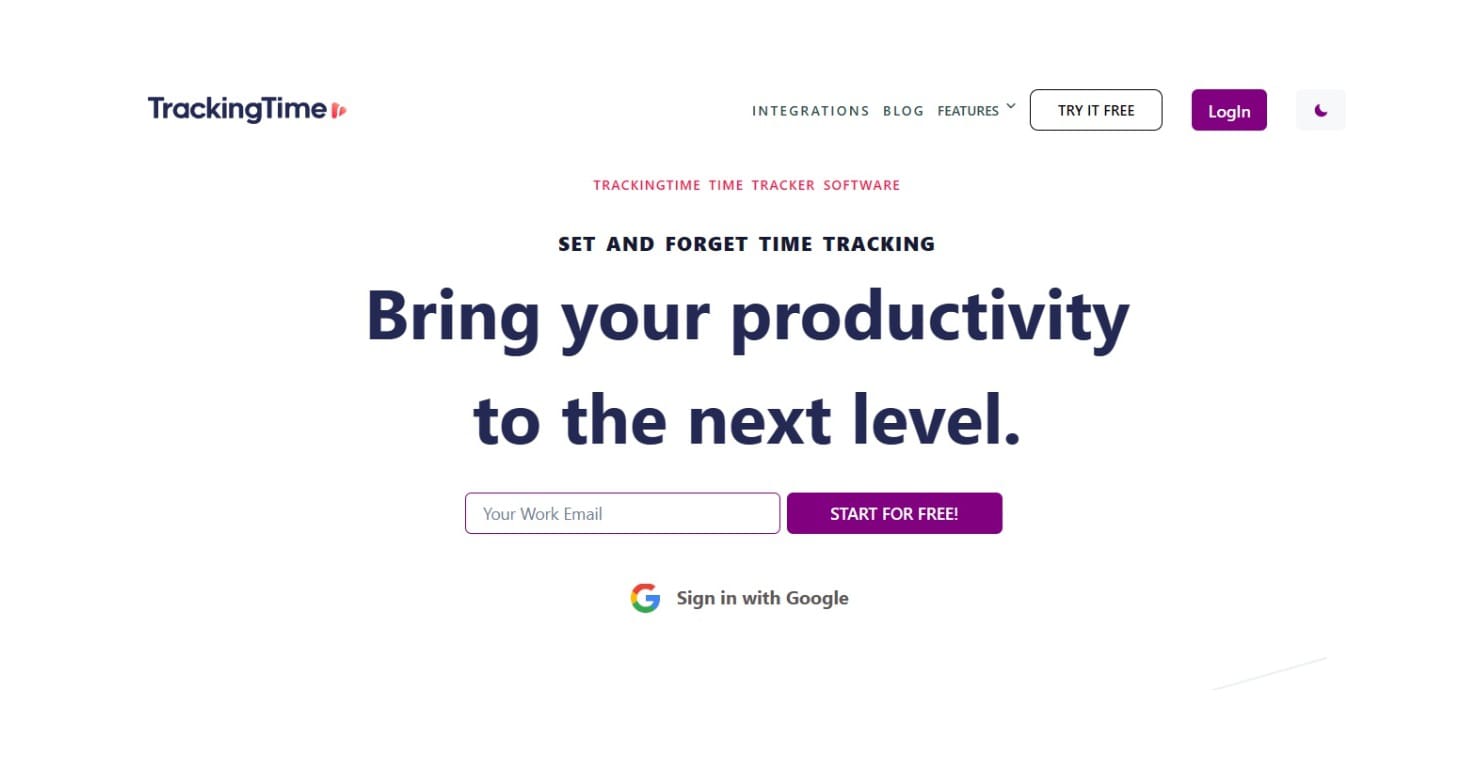 TrackingTime
INTEGRATIONS BLOG FEATURES TRY IT FREE LogIn
TRACKINGTIME TIME TRACKER SOFTWARE
SET AND FORGET TIME TRACKING
Bring your productivity
to the next level.
Your Work Email START FOR FREE!
Sign in with Google